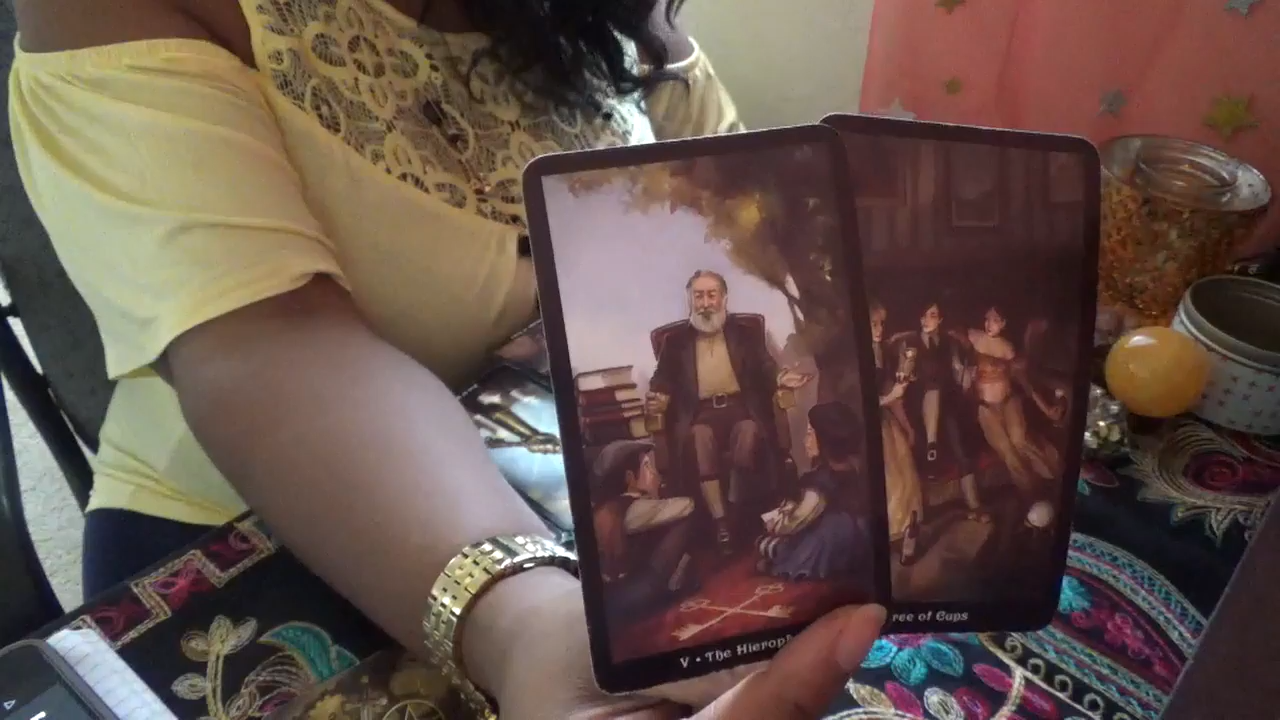 V • The Hierop
ree of Cups